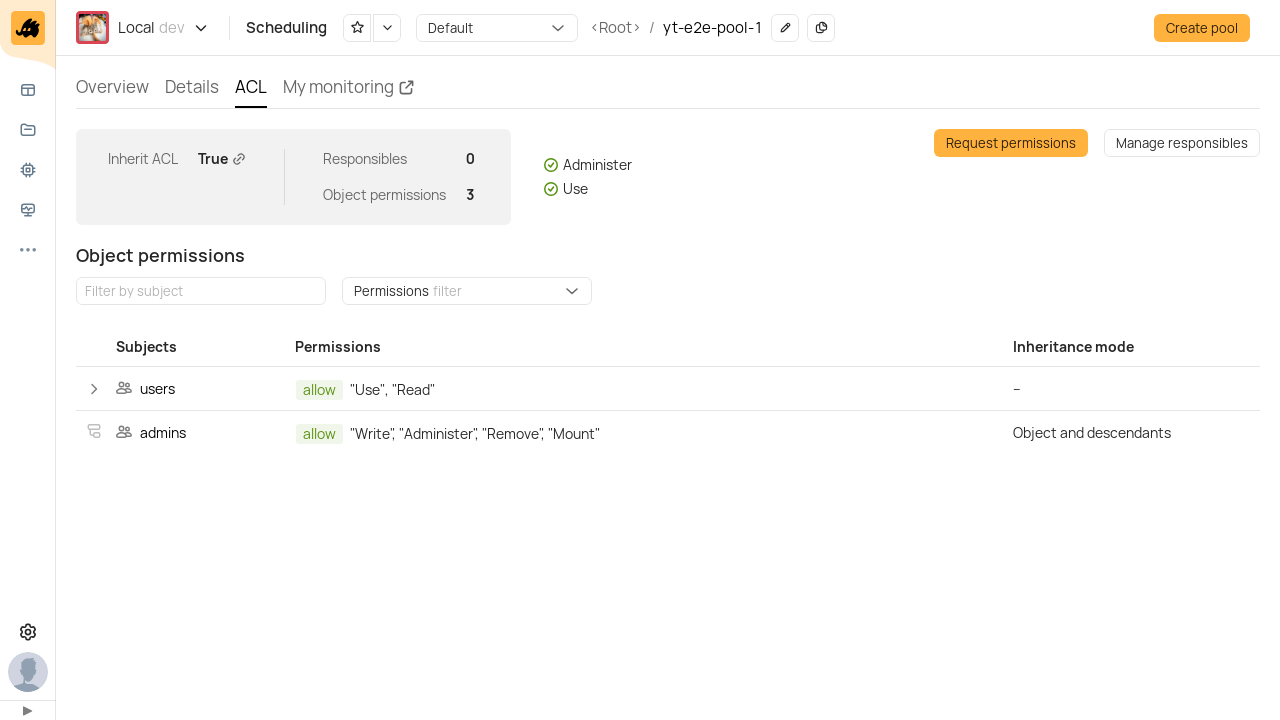 Local dev
Scheduling
Default
<Root> / yt-e2e-pool-1
Create pool
Overview
Details
ACL
My monitoring
Inherit ACL True
Responsibles 0
Object permissions 3
Administer
Use
Request permissions
Manage responsibles
Object permissions
Filter by subject
Permissions filter
Subjects Permissions Inheritance mode
users allow "Use", "Read" –
admins allow "Write", "Administer", "Remove", "Mount" Object and descendants